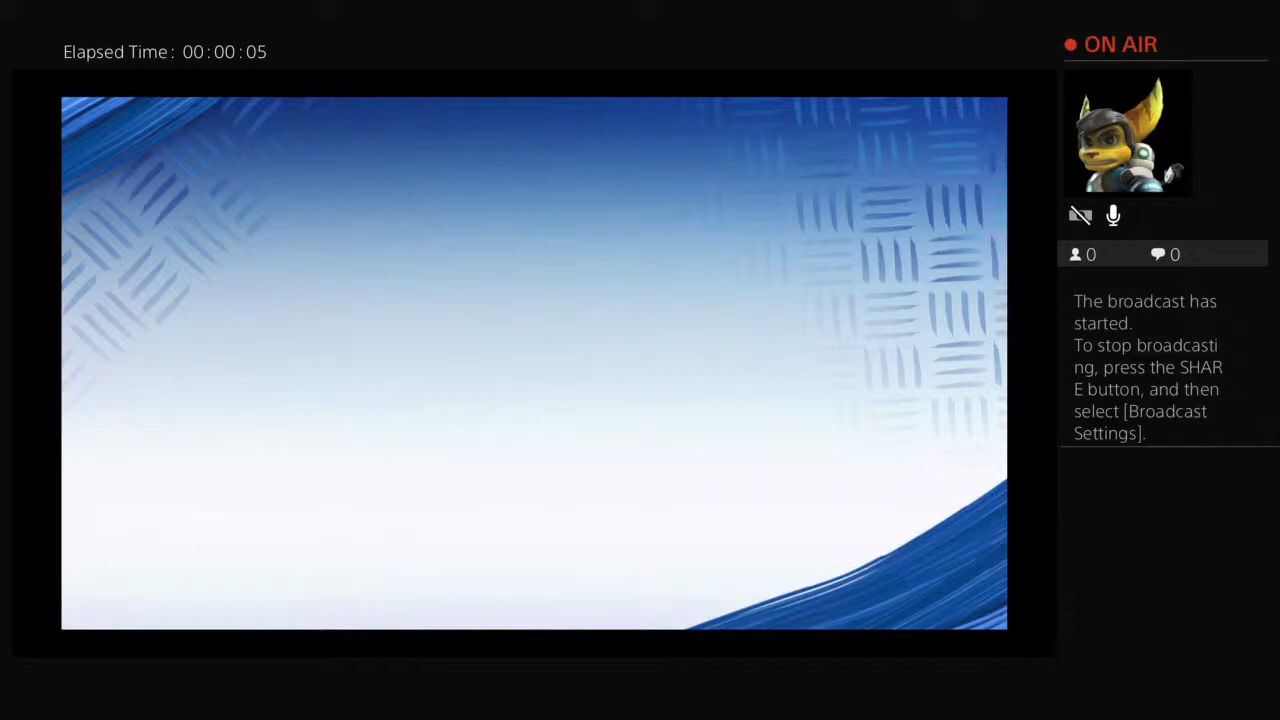 Elapsed Time: 00:00:05
ON AIR
0 0
The broadcast has
started.
To stop broadcasti
ng, press the SHAR
E button, and then
select [Broadcast
Settings].